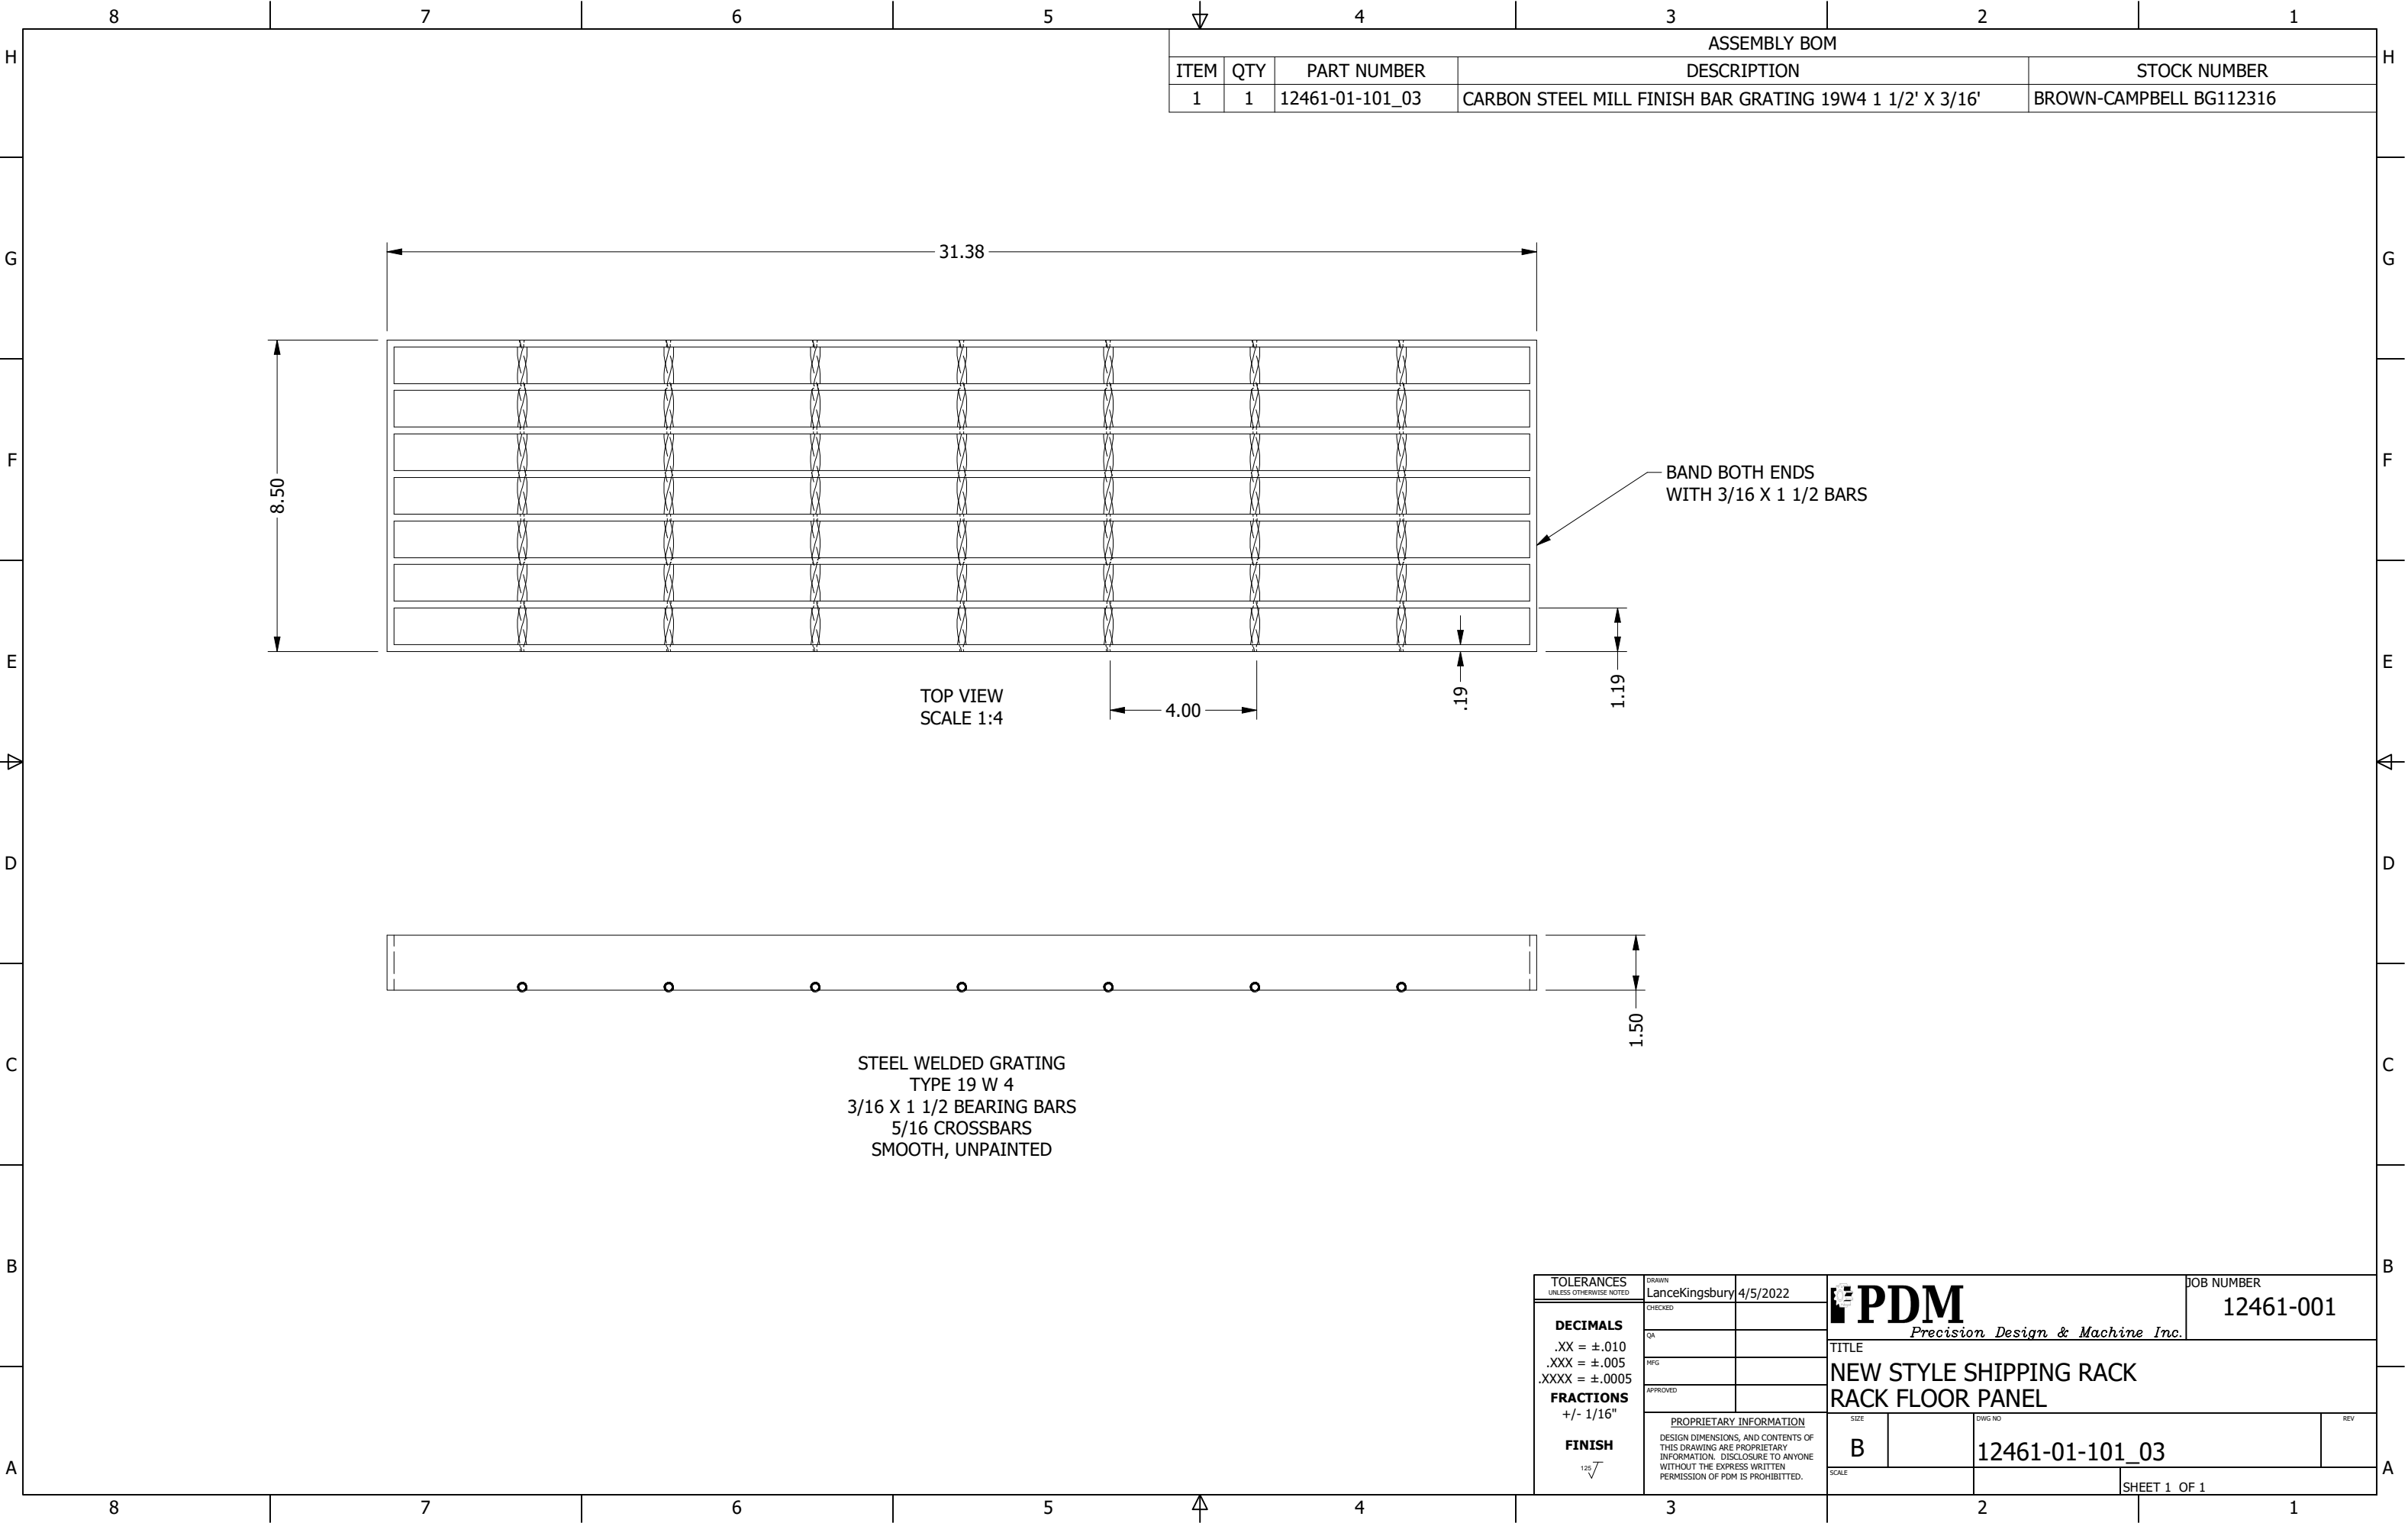 8 7 6 5 4 3 2 1
H H
ASSEMBLY BOM
ITEM QTY PART NUMBER DESCRIPTION STOCK NUMBER
1 1 12461-01-101_03 CARBON STEEL MILL FINISH BAR GRATING 19W4 1 1/2' X 3/16' BROWN-CAMPBELL BG112316
G G
31.38
F F
8.50
BAND BOTH ENDS
WITH 3/16 X 1 1/2 BARS
E E
TOP VIEW
SCALE 1:4
4.00
.19
1.19
D D
1.50
C C
STEEL WELDED GRATING
TYPE 19 W 4
3/16 X 1 1/2 BEARING BARS
5/16 CROSSBARS
SMOOTH, UNPAINTED
B B
TOLERANCES
UNLESS OTHERWISE NOTED
DECIMALS
.XX = ±.010
.XXX = ±.005
.XXXX = ±.0005
FRACTIONS
+/- 1/16"
FINISH
125
DRAWN
LanceKingsbury 4/5/2022
CHECKED
QA
MFG
APPROVED
PROPRIETARY INFORMATION
DESIGN DIMENSIONS, AND CONTENTS OF
THIS DRAWING ARE PROPRIETARY
INFORMATION. DISCLOSURE TO ANYONE
WITHOUT THE EXPRESS WRITTEN
PERMISSION OF PDM IS PROHIBITTED.
PDM
Precision Design & Machine Inc.
JOB NUMBER
12461-001
TITLE
NEW STYLE SHIPPING RACK
RACK FLOOR PANEL
SIZE
B
DWG NO
12461-01-101_03
REV
SCALE
SHEET 1 OF 1
A A
8 7 6 5 4 3 2 1